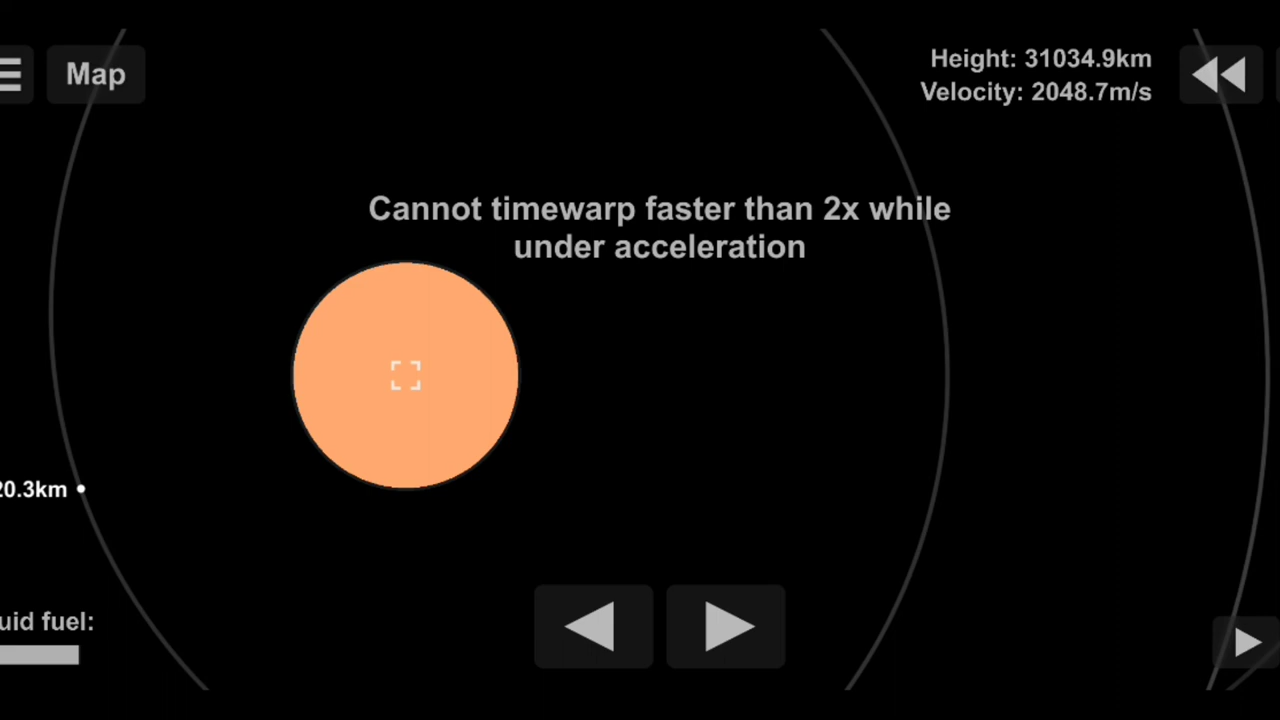 Map
Height: 31034.9km
Velocity: 2048.7m/s
Cannot timewarp faster than 2x while
under acceleration
20.3km
uid fuel: